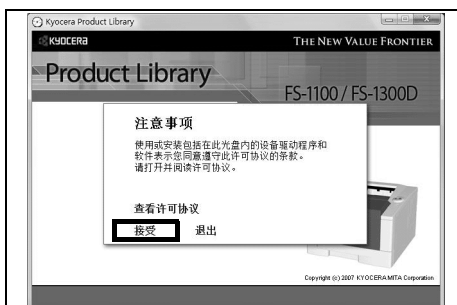 Kyocera Product Library
KYOCERA
THE NEW VALUE FRONTIER
Product Library
FS-1100 / FS-1300D
注意事项
使用或安装包括在此光盘内的设备驱动程序和
软件表示您同意遵守此许可协议的条款。
请打开并阅读许可协议。
查看许可协议
接受 退出
Copyright (c) 2007 KYOCERA MITA Corporation